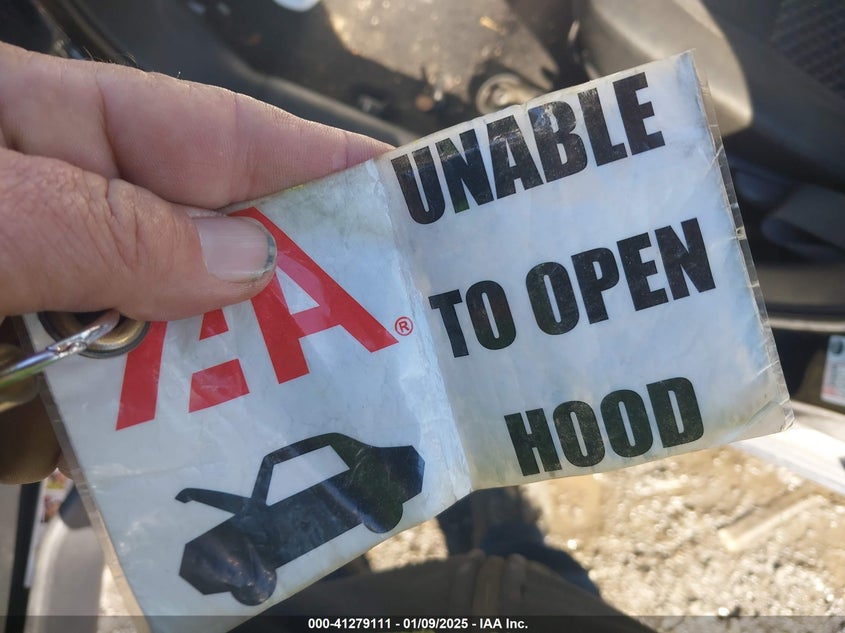 UNABLE
TO OPEN
HOOD
IAA®
000-41279111 - 01/09/2025 - IAA Inc.